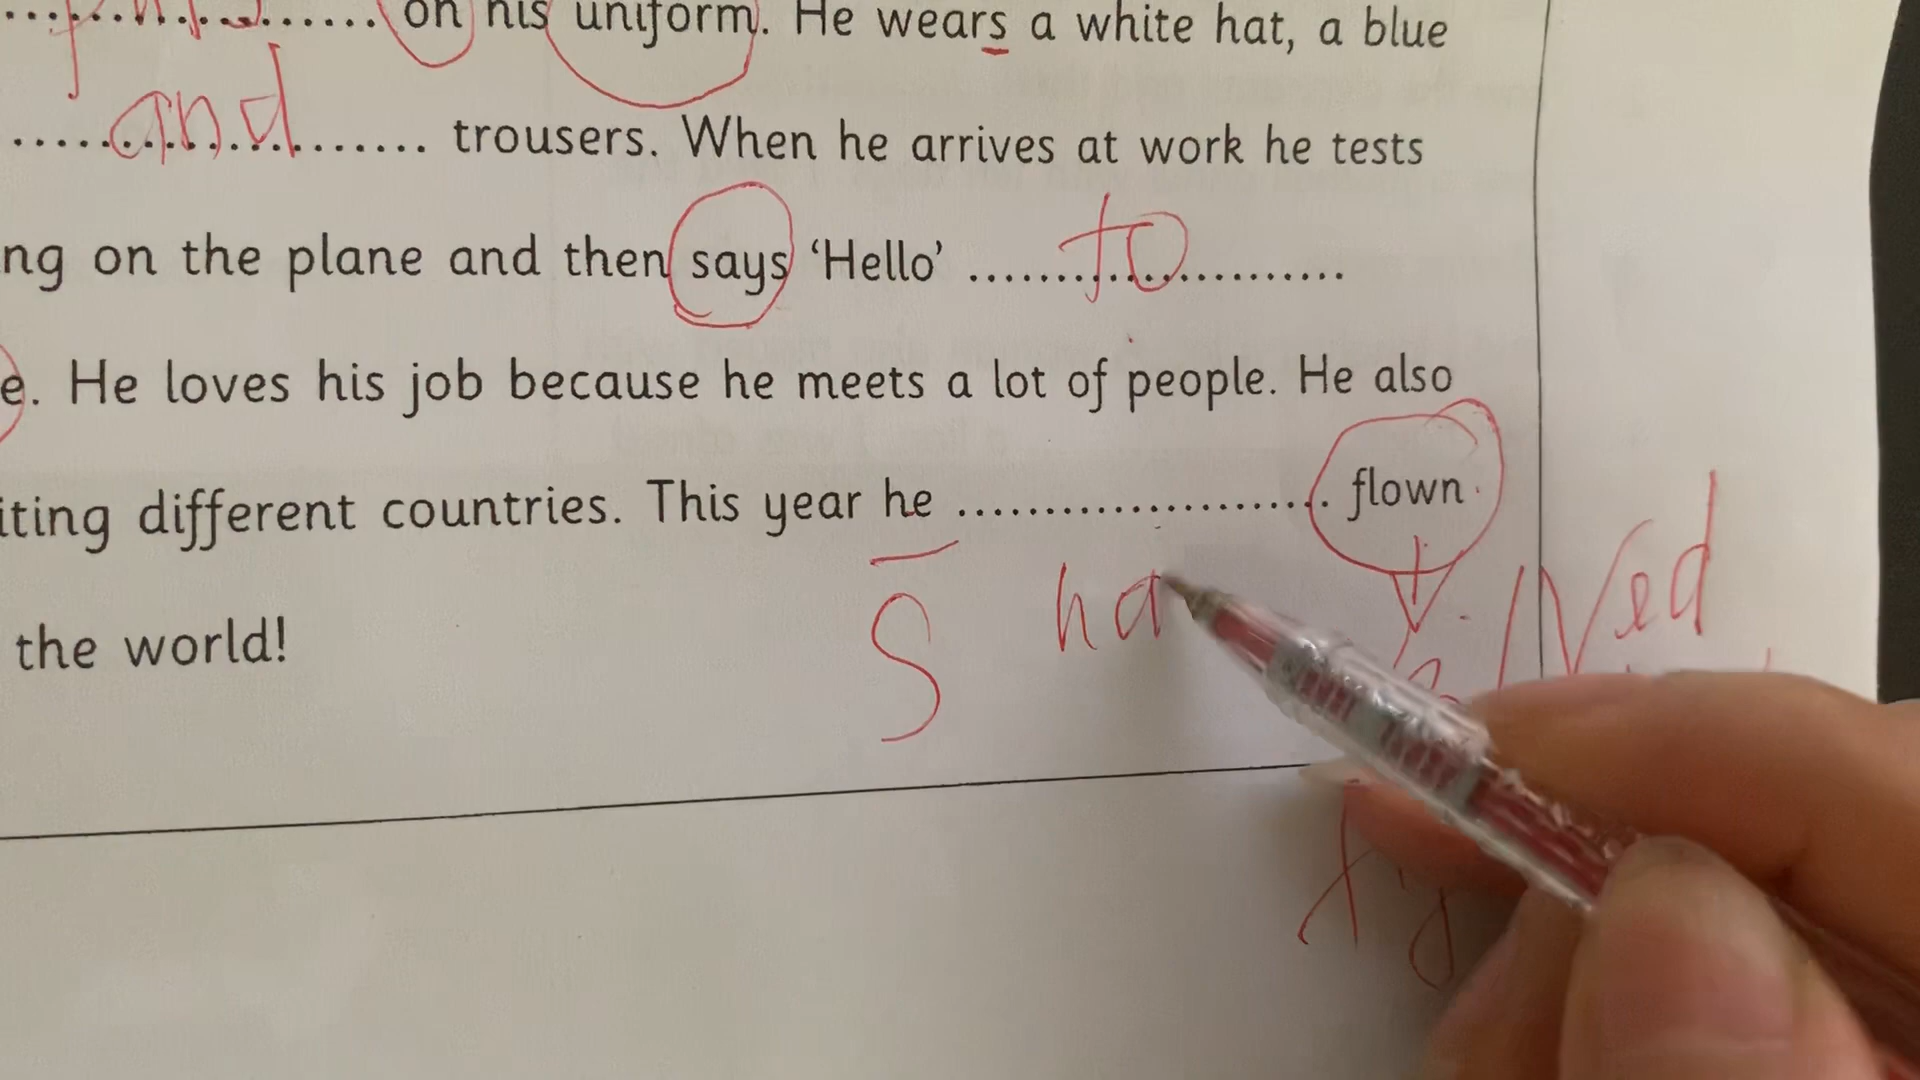 on his uniform. He wears a white hat, a blue
and trousers. When he arrives at work he tests
ng on the plane and then says ‘Hello’ to
e. He loves his job because he meets a lot of people. He also
iting different countries. This year he .................... flown
S ha
the world!